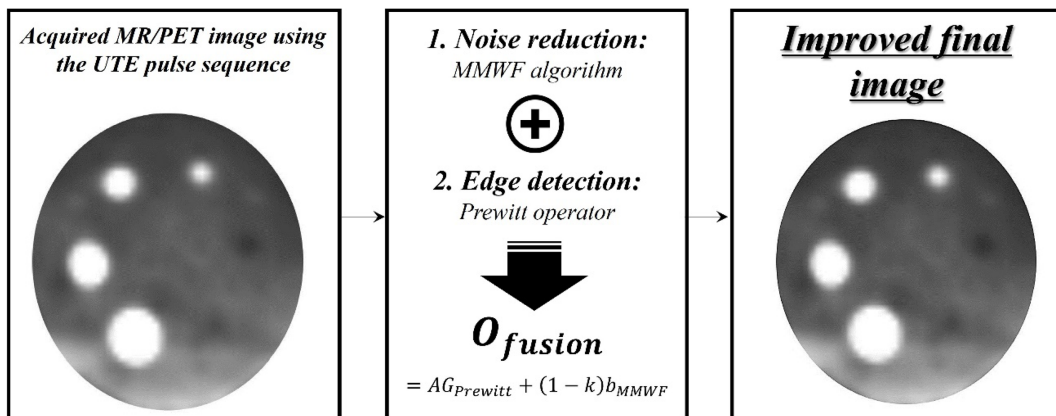 Acquired MR/PET image using
the UTE pulse sequence
1. Noise reduction:
MMWF algorithm
2. Edge detection:
Prewitt operator
O_fusion
= AG_Prewitt + (1 − k)b_MMWF
Improved final
image